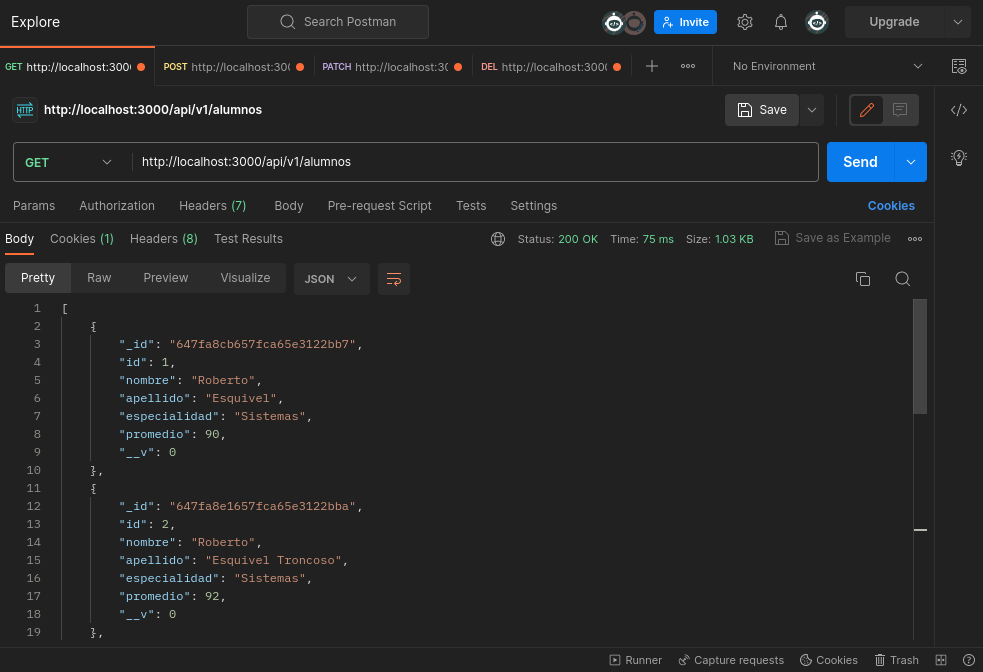 Explore
Search Postman
Invite
Upgrade
GET http://localhost:300
POST http://localhost:300
PATCH http://localhost:30
DEL http://localhost:3000
No Environment
HTTP http://localhost:3000/api/v1/alumnos
Save
GET http://localhost:3000/api/v1/alumnos
Send
Params Authorization Headers (7) Body Pre-request Script Tests Settings Cookies
Body Cookies (1) Headers (8) Test Results Status: 200 OK Time: 75 ms Size: 1.03 KB Save as Example
Pretty Raw Preview Visualize JSON
1 [
2 {
3 "_id": "647fa8cb657fca65e3122bb7",
4 "id": 1,
5 "nombre": "Roberto",
6 "apellido": "Esquivel",
7 "especialidad": "Sistemas",
8 "promedio": 90,
9 "__v": 0
10 },
11 {
12 "_id": "647fa8e1657fca65e3122bba",
13 "id": 2,
14 "nombre": "Roberto",
15 "apellido": "Esquivel Troncoso",
16 "especialidad": "Sistemas",
17 "promedio": 92,
18 "__v": 0
19 },
Runner Capture requests Cookies Trash